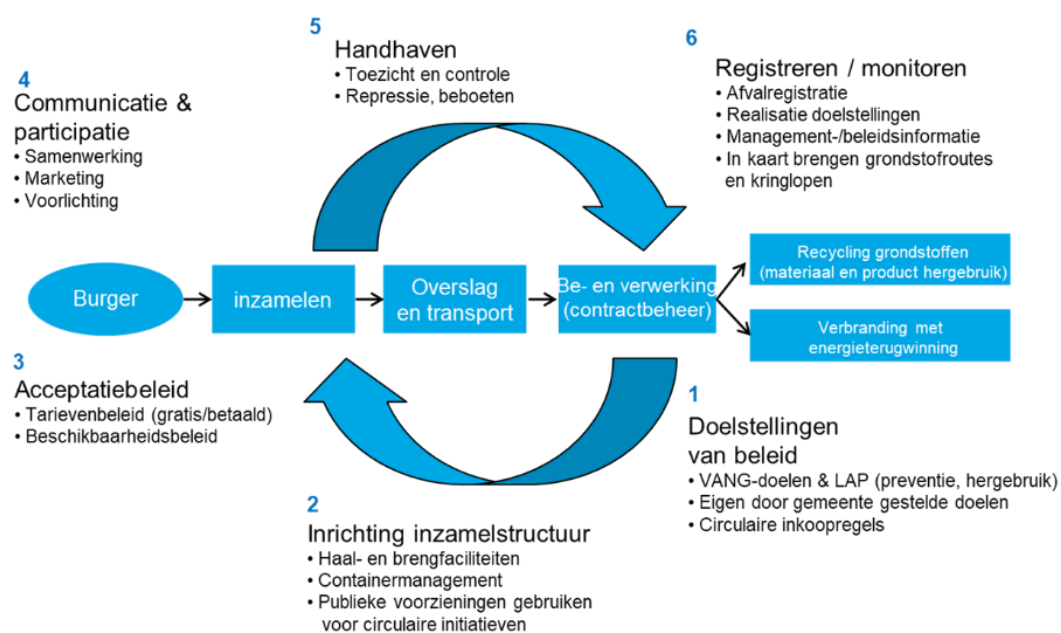 4
Communicatie &
participatie
• Samenwerking
• Marketing
• Voorlichting
5
Handhaven
• Toezicht en controle
• Repressie, beboeten
6
Registreren / monitoren
• Afvalregistratie
• Realisatie doelstellingen
• Management-/beleidsinformatie
• In kaart brengen grondstofroutes
en kringlopen
Burger
inzamelen
Overslag
en transport
Be- en verwerking
(contractbeheer)
Recycling grondstoffen
(materiaal en product hergebruik)
Verbranding met
energieterugwinning
3
Acceptatiebeleid
• Tarievenbeleid (gratis/betaald)
• Beschikbaarheidsbeleid
2
Inrichting inzamelstructuur
• Haal- en brengfaciliteiten
• Containermanagement
• Publieke voorzieningen gebruiken
voor circulaire initiatieven
1
Doelstellingen
van beleid
• VANG-doelen & LAP (preventie, hergebruik)
• Eigen door gemeente gestelde doelen
• Circulaire inkoopregels